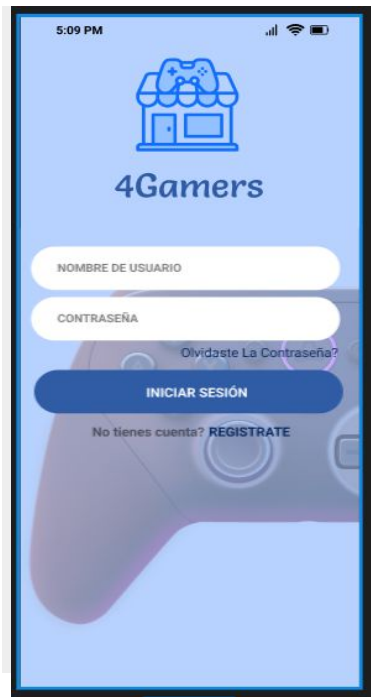 5:09 PM
4Gamers
NOMBRE DE USUARIO
CONTRASEÑA
Olvidaste La Contraseña?
INICIAR SESIÓN
No tienes cuenta? REGISTRATE